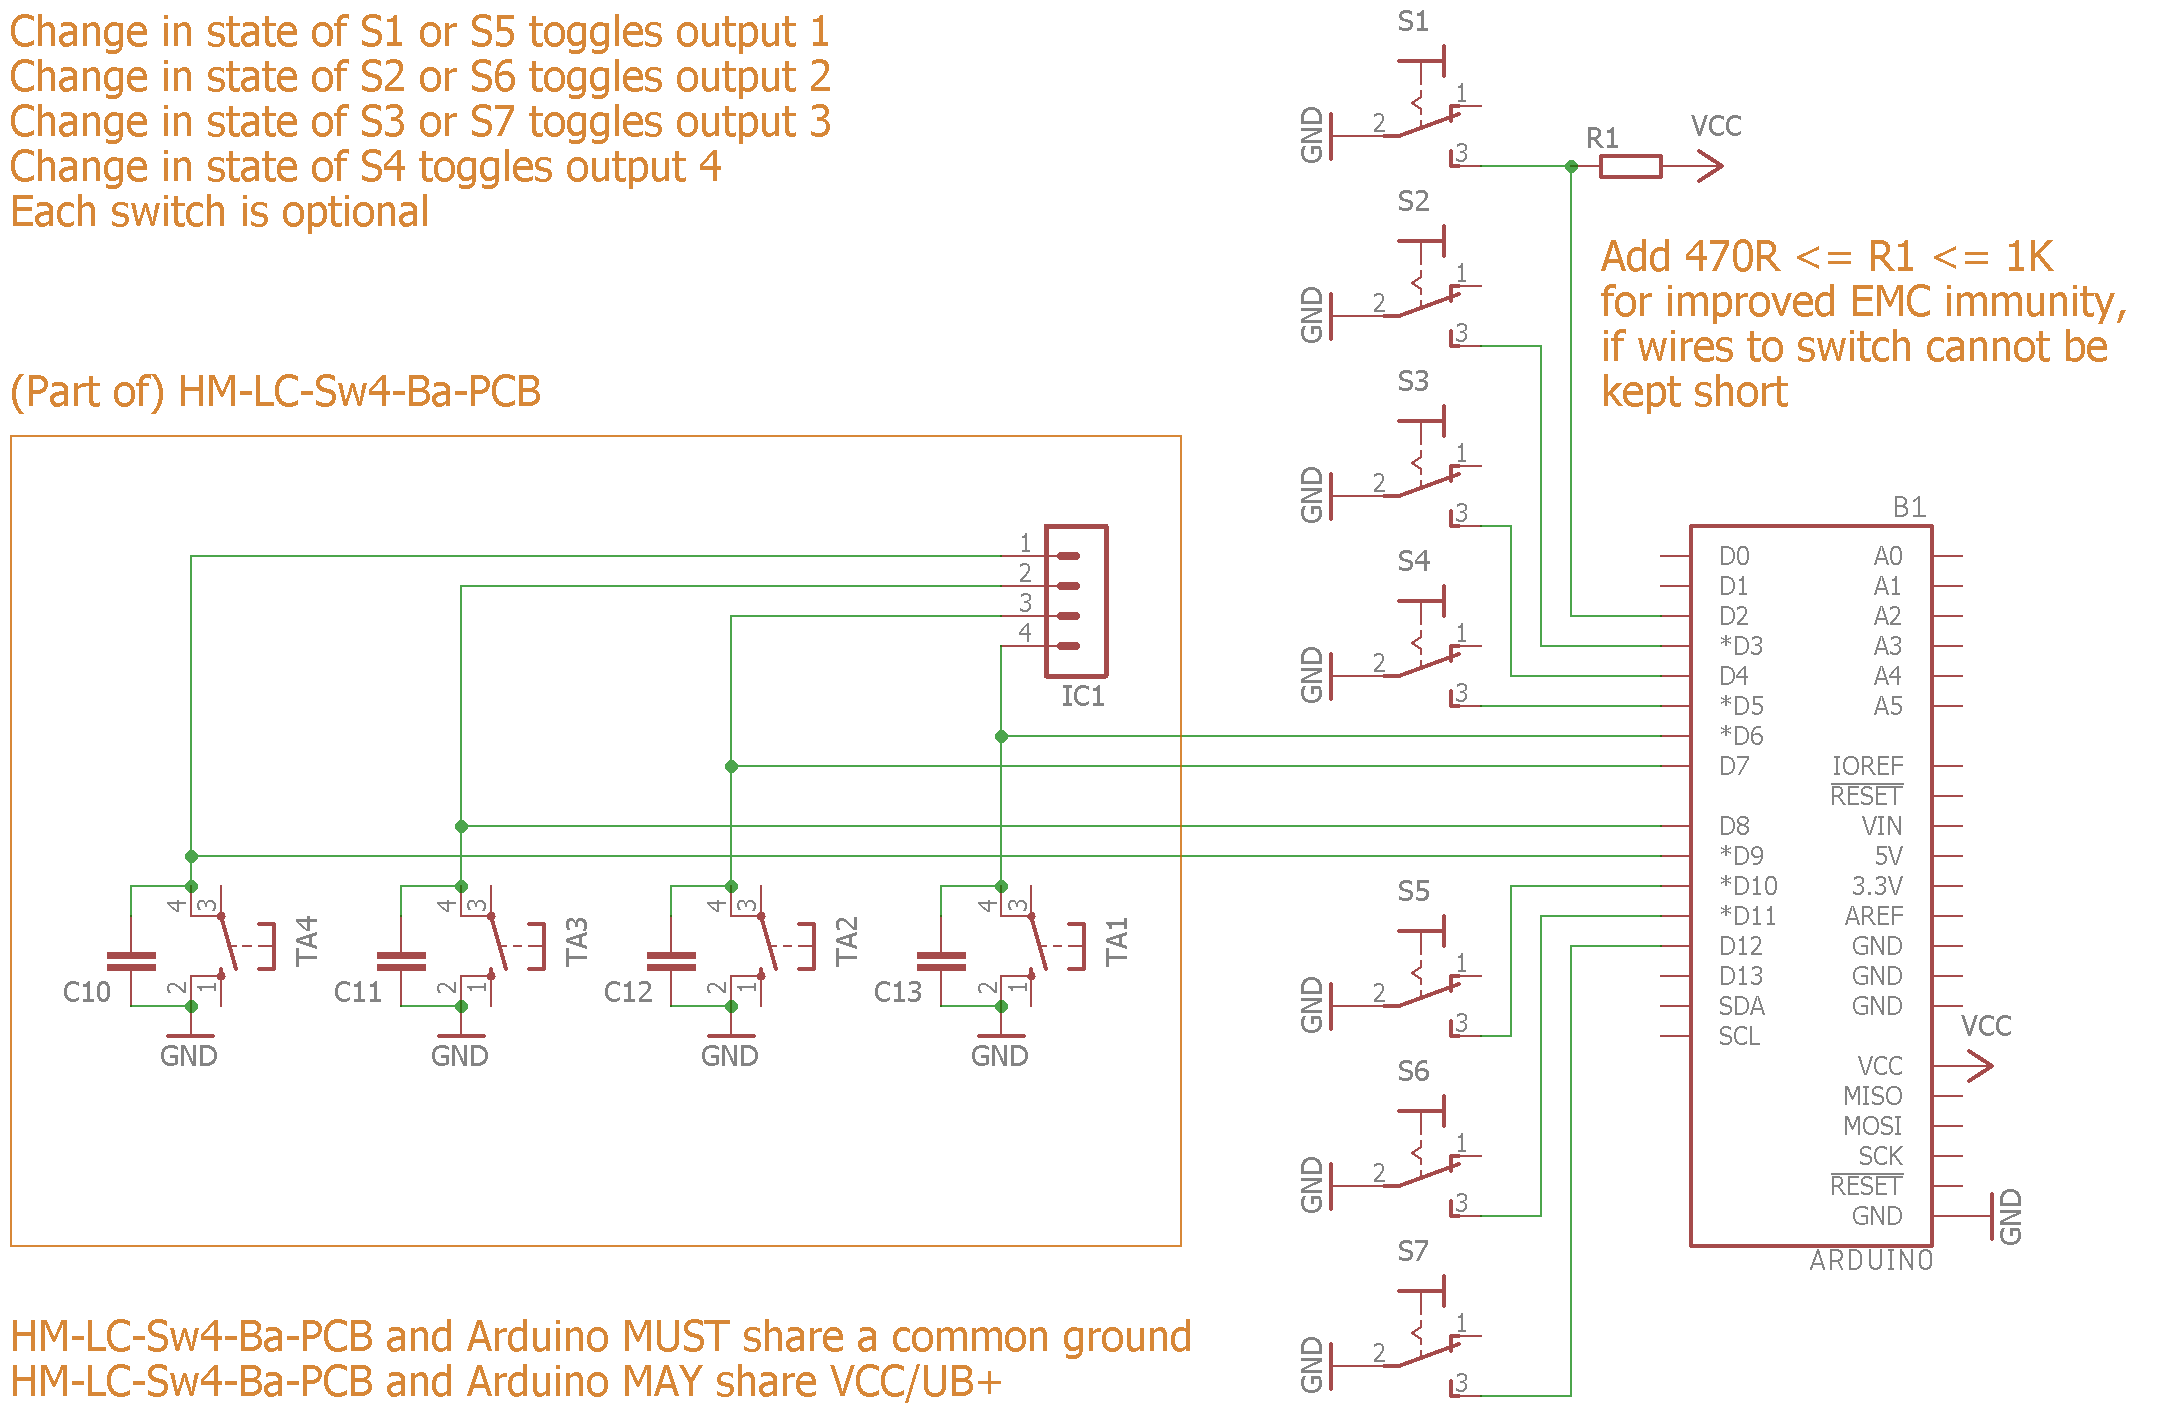 Change in state of S1 or S5 toggles output 1
Change in state of S2 or S6 toggles output 2
Change in state of S3 or S7 toggles output 3
Change in state of S4 toggles output 4
Each switch is optional
(Part of) HM-LC-Sw4-Ba-PCB
1
2
3
4
IC1
4 3
2 1
C10
TA4
GND
4 3
2 1
C11
TA3
GND
4 3
2 1
C12
TA2
GND
4 3
2 1
C13
TA1
GND
HM-LC-Sw4-Ba-PCB and Arduino MUST share a common ground
HM-LC-Sw4-Ba-PCB and Arduino MAY share VCC/UB+
S1
GND
2
1
3
R1
VCC
Add 470R <= R1 <= 1K
for improved EMC immunity,
if wires to switch cannot be
kept short
S2
GND
2
1
3
S3
GND
2
1
3
S4
GND
2
1
3
S5
GND
2
1
3
S6
GND
2
1
3
S7
GND
2
1
3
B1
D0 A0
D1 A1
D2 A2
*D3 A3
D4 A4
*D5 A5
*D6
D7 IOREF
RESET
D8 VIN
*D9 5V
*D10 3.3V
*D11 AREF
D12 GND
D13 GND
SDA GND
SCL
VCC
VCC
MISO
MOSI
SCK
RESET
GND
GND
ARDUINO